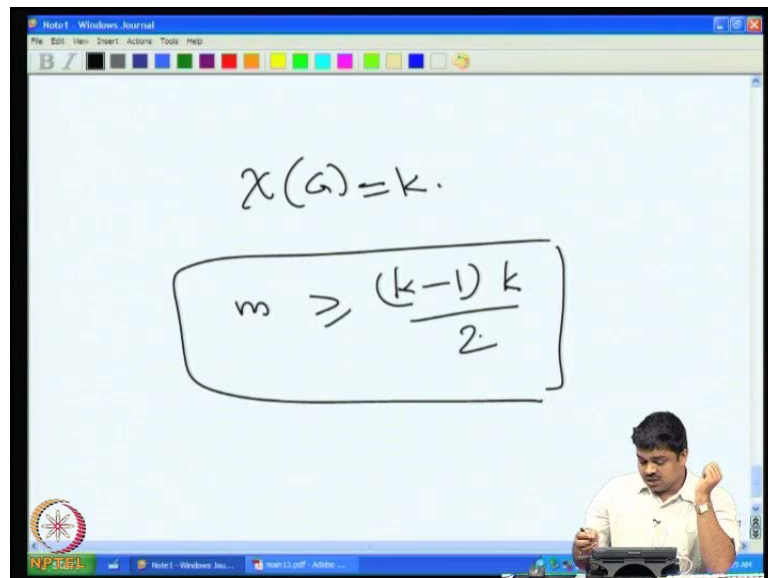 Note1 - Windows Journal
File Edit View Insert Actions Tools Help
B I
χ(G) = k.
m ≥ (k-1) k / 2
NPTEL
Note1 - Windows Jou...
main13.pdf - Adobe ...
AM